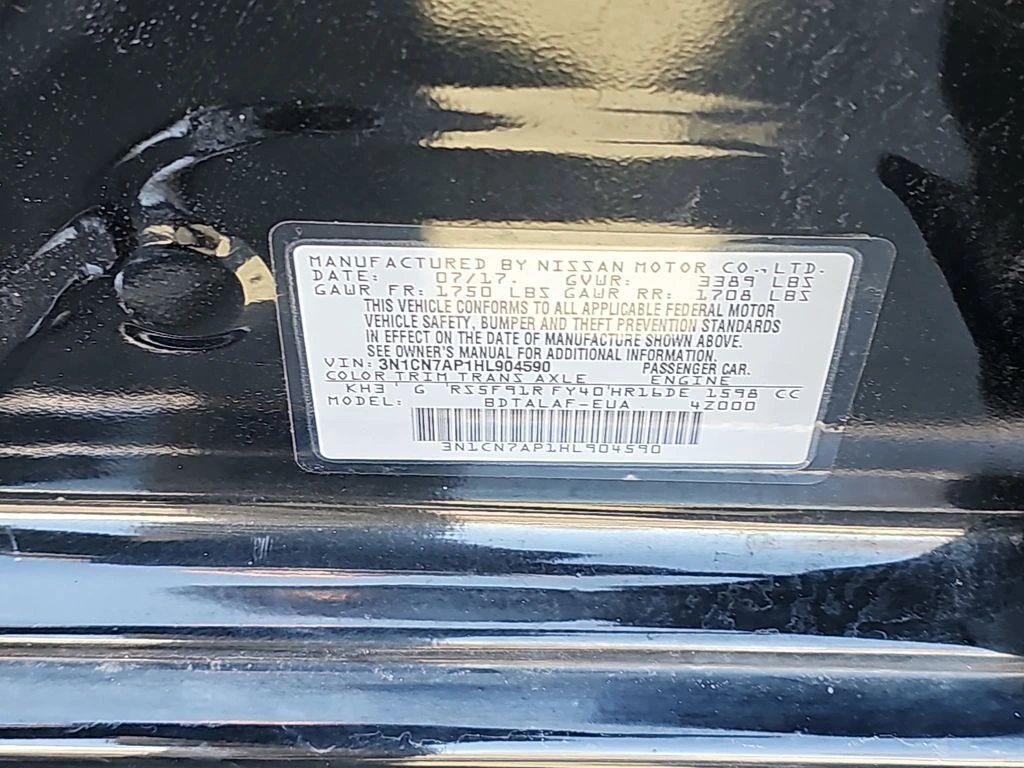 MANUFACTURED BY NISSAN MOTOR CO.,LTD.
DATE: 07/17. GVWR: 3389 LBS
GAWR FR: 1750 LBS GAWR RR: 1708 LBS
THIS VEHICLE CONFORMS TO ALL APPLICABLE FEDERAL MOTOR
VEHICLE SAFETY, BUMPER AND THEFT PREVENTION STANDARDS
IN EFFECT ON THE DATE OF MANUFACTURE SHOWN ABOVE.
SEE OWNER'S MANUAL FOR ADDITIONAL INFORMATION.
VIN: 3N1CN7AP1HL904590 PASSENGER CAR.
COLOR TRIM TRANS AXLE ENGINE
KH3 ' G ' RS5F91R FY40'HR16DE 1598 CC
MODEL: BDTALAF-EUA 4Z000
3N1CN7AP1HL904590